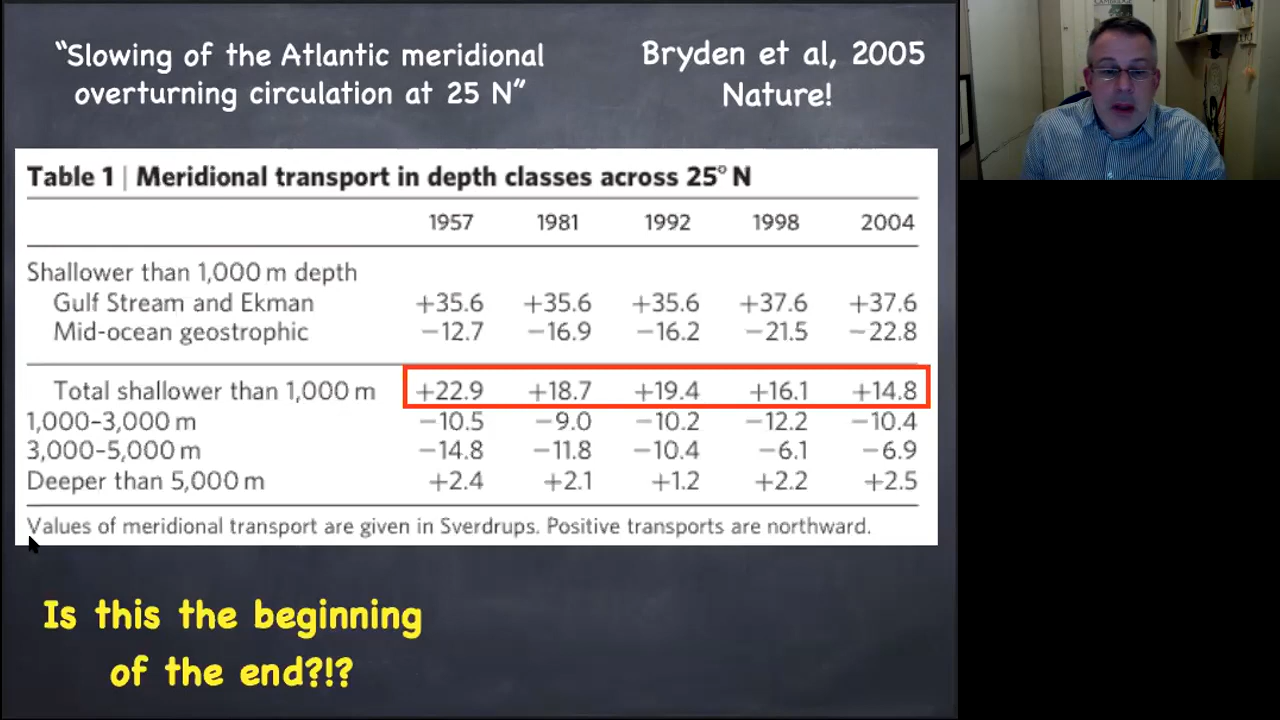 “Slowing of the Atlantic meridional
overturning circulation at 25 N”
Bryden et al, 2005
Nature!
Table 1 | Meridional transport in depth classes across 25° N
1957 1981 1992 1998 2004
Shallower than 1,000 m depth
Gulf Stream and Ekman +35.6 +35.6 +35.6 +37.6 +37.6
Mid-ocean geostrophic −12.7 −16.9 −16.2 −21.5 −22.8
Total shallower than 1,000 m +22.9 +18.7 +19.4 +16.1 +14.8
1,000–3,000 m −10.5 −9.0 −10.2 −12.2 −10.4
3,000–5,000 m −14.8 −11.8 −10.4 −6.1 −6.9
Deeper than 5,000 m +2.4 +2.1 +1.2 +2.2 +2.5
Values of meridional transport are given in Sverdrups. Positive transports are northward.
Is this the beginning
of the end?!?